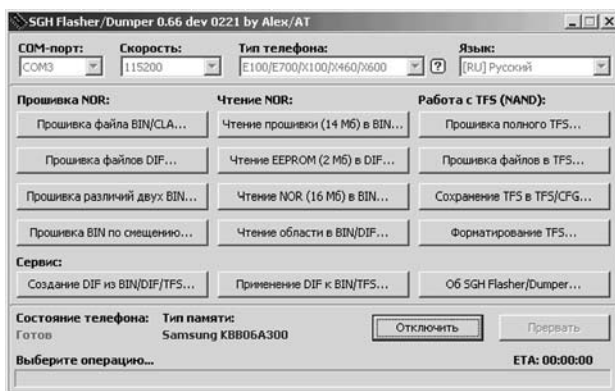 SGH Flasher/Dumper 0.66 dev 0221 by Alex/AT
COM-порт: Скорость: Тип телефона: Язык:
COM3 115200 E100/E700/X100/X460/X600 ? [RU] Русский
Прошивка NOR: Чтение NOR: Работа с TFS (NAND):
Прошивка файла BIN/CLA... Чтение прошивки (14 Мб) в BIN... Прошивка полного TFS...
Прошивка файлов DIF... Чтение EEPROM (2 Мб) в DIF... Прошивка файлов в TFS...
Прошивка различий двух BIN... Чтение NOR (16 Мб) в BIN... Сохранение TFS в TFS/CFG...
Прошивка BIN по смещению... Чтение области в BIN/DIF... Форматирование TFS...
Сервис:
Создание DIF из BIN/DIF/TFS... Применение DIF к BIN/TFS... Об SGH Flasher/Dumper...
Состояние телефона: Тип памяти:
Готов Samsung KBB06A300 Отключить Прервать
Выберите операцию... ETA: 00:00:00